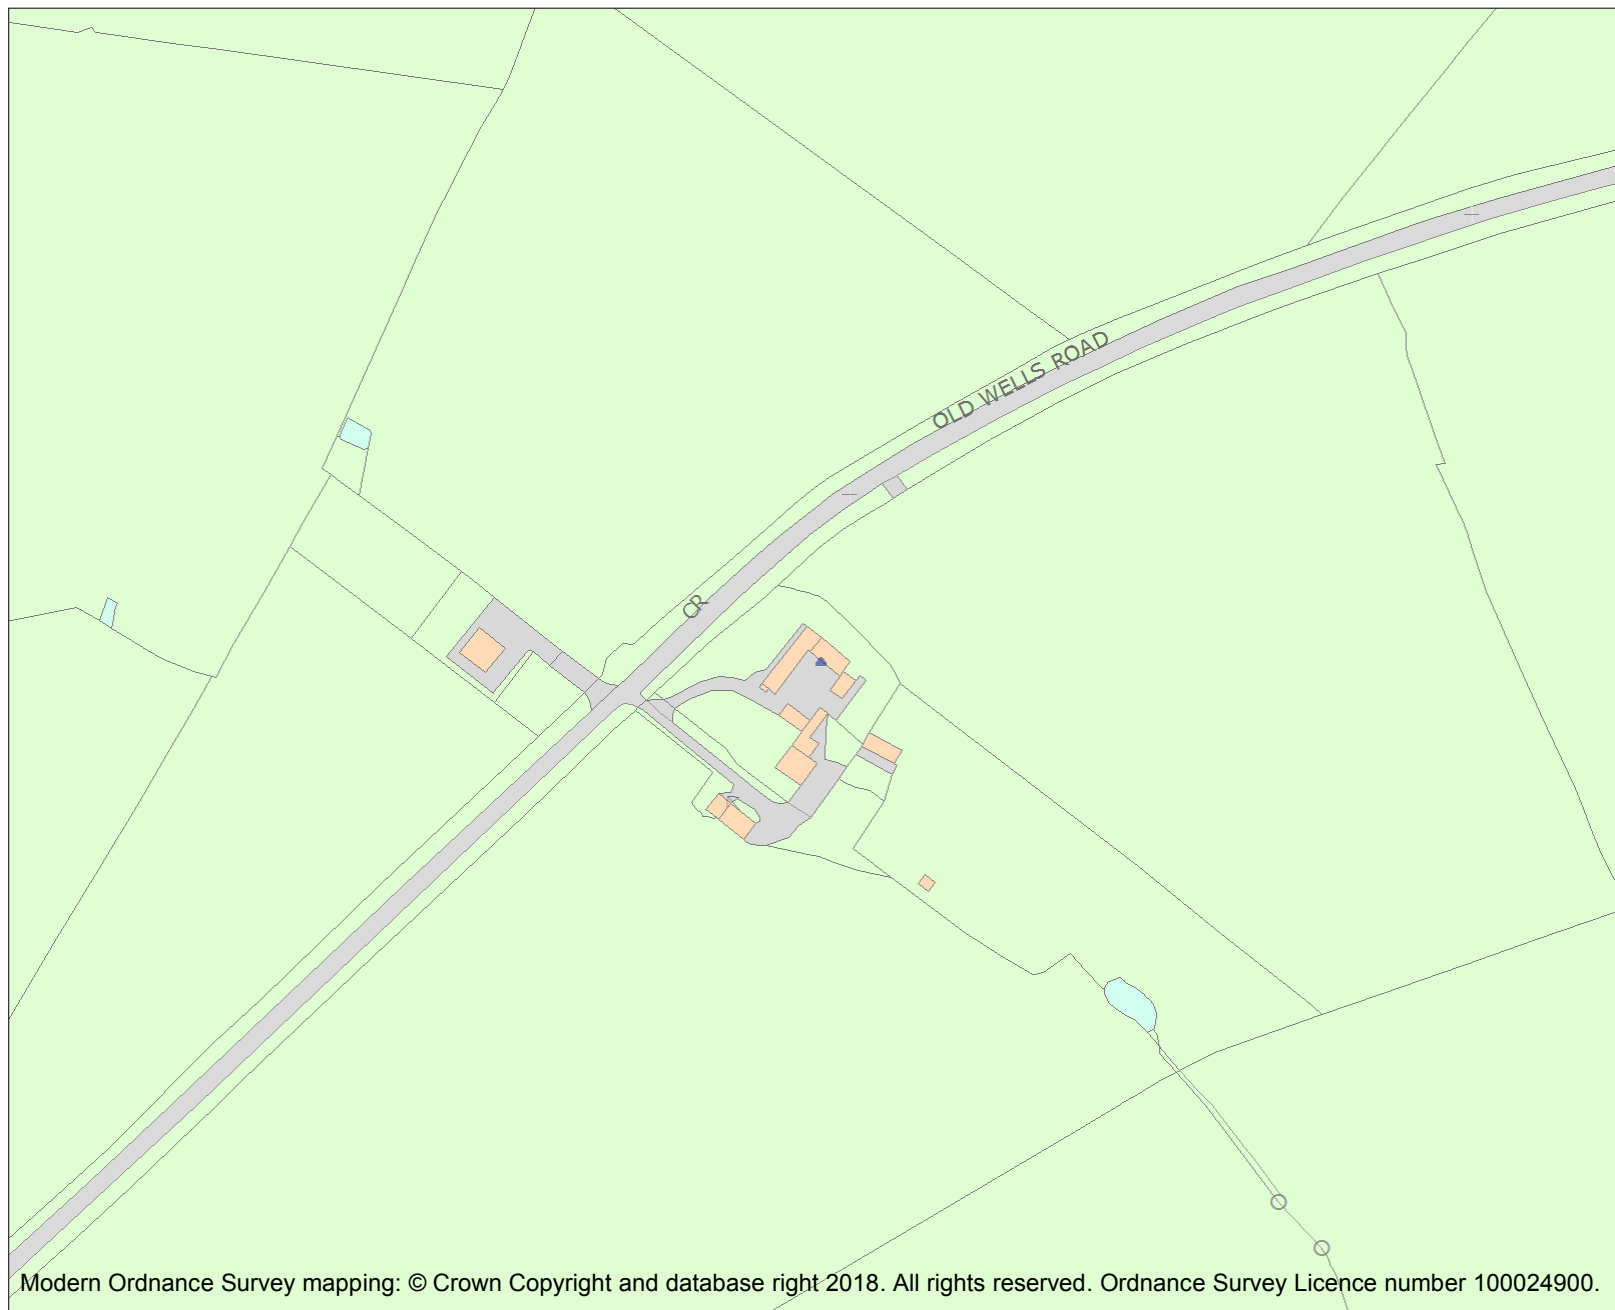 OLD WELLS ROAD
CR
Modern Ordnance Survey mapping: © Crown Copyright and database right 2018. All rights reserved. Ordnance Survey Licence number 100024900.